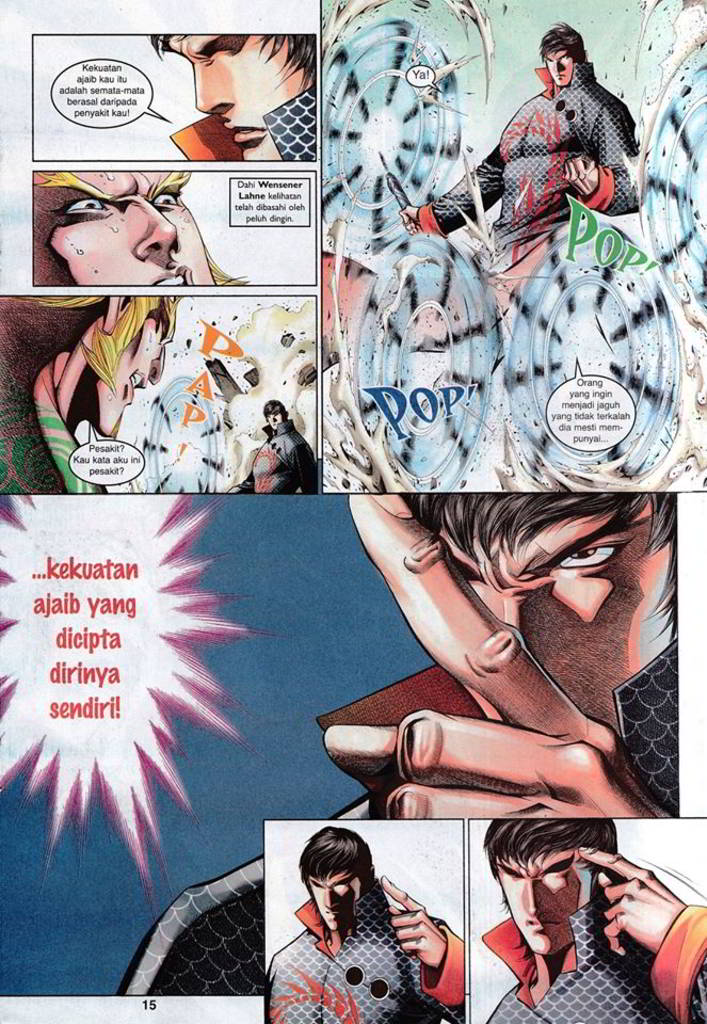 Kekuatan
ajaib kau itu
adalah semata-mata
berasal daripada
penyakit kau!
Dahi Wensener
Lahne kelihatan
telah dibasahi oleh
peluh dingin.
PAP!
Pesakit?
Kau kata aku ini
pesakit?
Ya!
POP!
POP!
Orang
yang ingin
menjadi jaguh
yang tidak terkalah
dia mesti mem-
punyai...
...kekuatan
ajaib yang
dicipta
dirinya
sendiri!
15